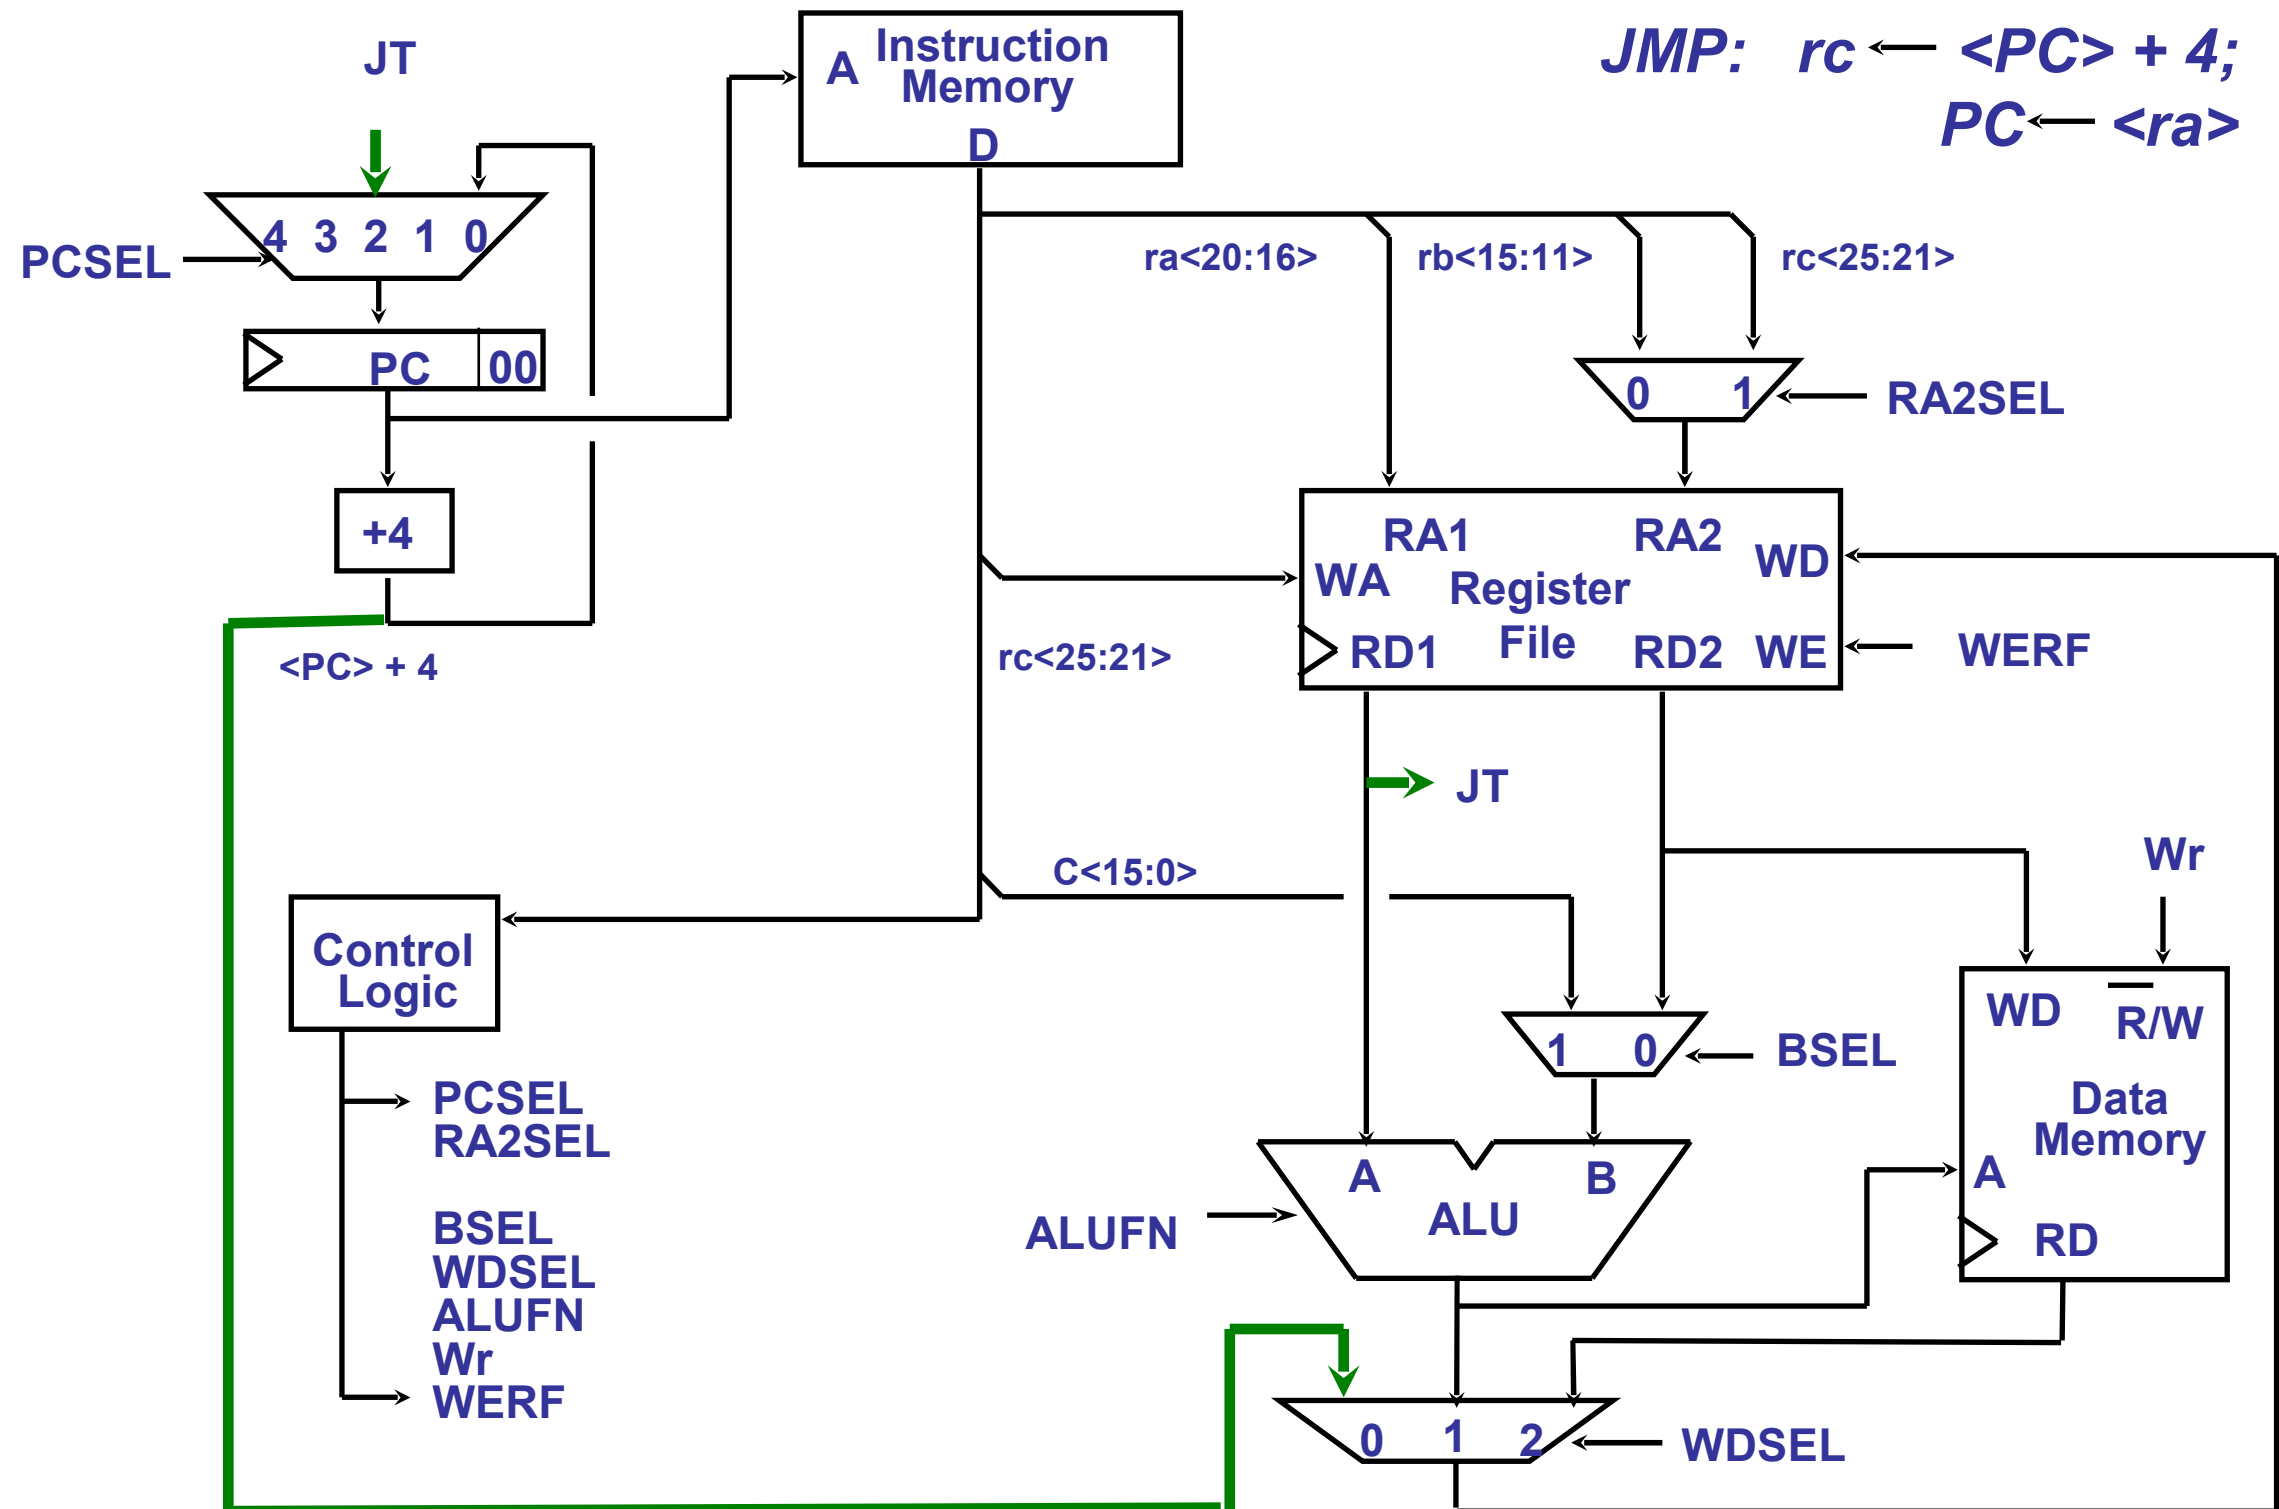 JT
Instruction
Memory
A
D
JMP: rc <PC> + 4;
PC <ra>
4 3 2 1 0
PCSEL
ra<20:16>
rb<15:11>
rc<25:21>
PC 00
0 1
RA2SEL
+4
RA1 RA2
WA WD
Register
File
RD1 RD2 WE
WERF
<PC> + 4
rc<25:21>
JT
C<15:0>
Wr
Control
Logic
WD R/W
1 0
BSEL
Data
Memory
PCSEL
RA2SEL
A B
A
ALU
ALUFN
RD
BSEL
WDSEL
ALUFN
Wr
WERF
0 1 2
WDSEL